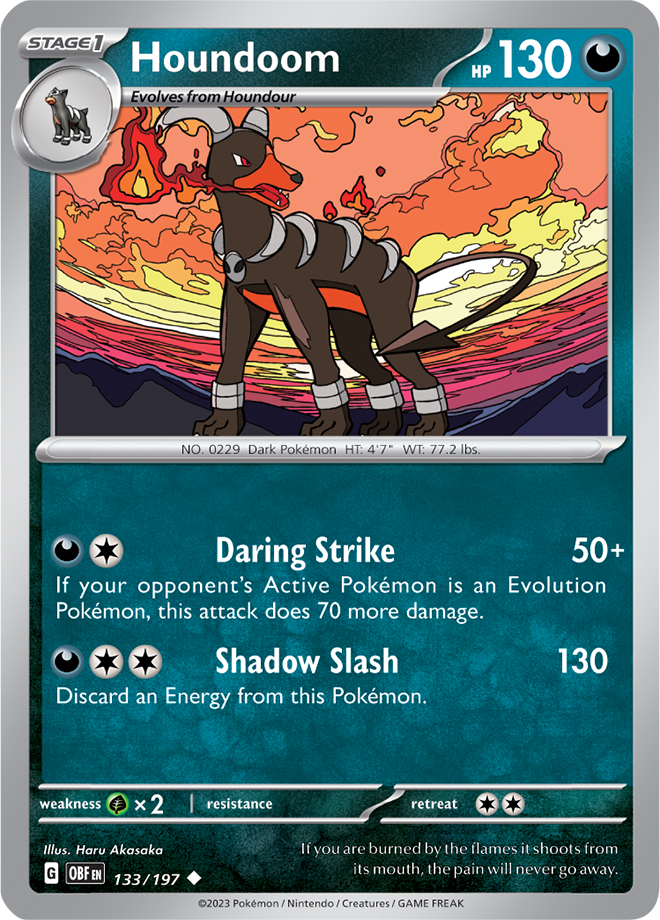 STAGE1
Houndoom
HP 130
Evolves from Houndour
NO. 0229 Dark Pokémon HT: 4'7" WT: 77.2 lbs.
Daring Strike 50+
If your opponent's Active Pokémon is an Evolution
Pokémon, this attack does 70 more damage.
Shadow Slash 130
Discard an Energy from this Pokémon.
weakness ×2 resistance retreat
Illus. Haru Akasaka
If you are burned by the flames it shoots from
its mouth, the pain will never go away.
G OBF EN 133/197
©2023 Pokémon / Nintendo / Creatures / GAME FREAK